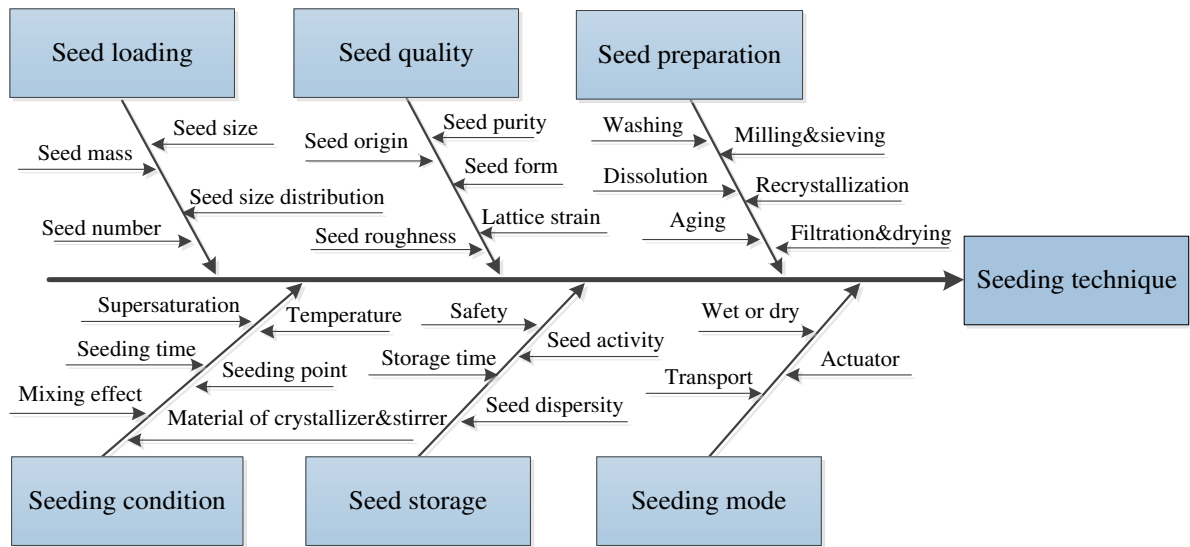 Seed loading
Seed quality
Seed preparation
Seed size
Seed mass
Seed size distribution
Seed number
Seed purity
Seed origin
Seed form
Lattice strain
Seed roughness
Washing
Milling&sieving
Dissolution
Recrystallization
Aging
Filtration&drying
Seeding technique
Supersaturation
Temperature
Seeding time
Seeding point
Mixing effect
Material of crystallizer&stirrer
Safety
Seed activity
Storage time
Seed dispersity
Wet or dry
Actuator
Transport
Seeding condition
Seed storage
Seeding mode